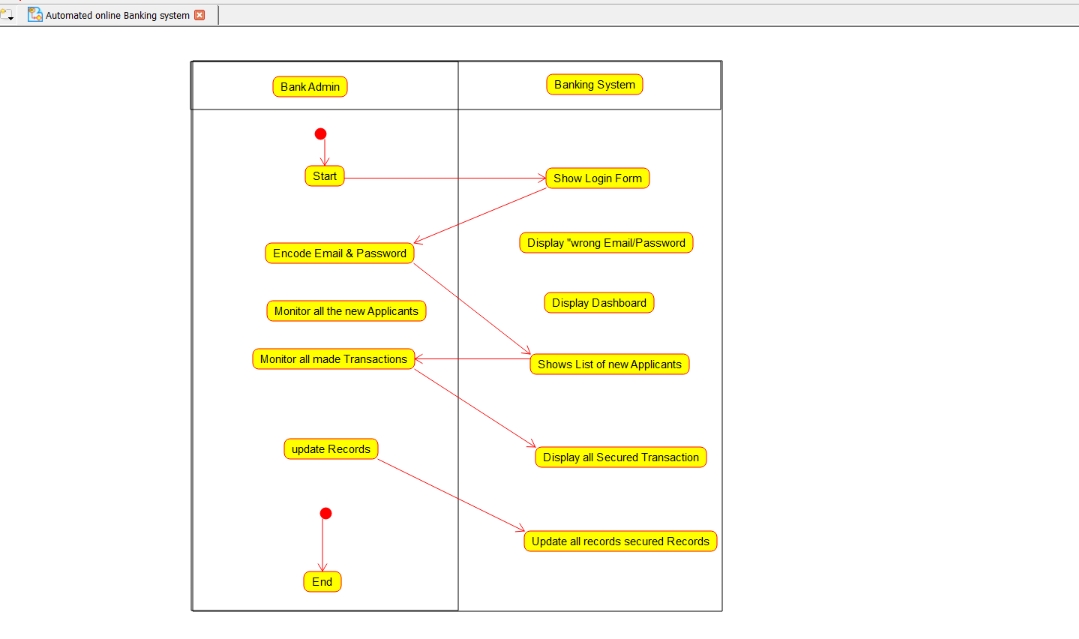 Automated online Banking system
Bank Admin
Banking System
Start
Show Login Form
Encode Email & Password
Display "wrong Email/Password
Monitor all the new Applicants
Display Dashboard
Monitor all made Transactions
Shows List of new Applicants
update Records
Display all Secured Transaction
Update all records secured Records
End